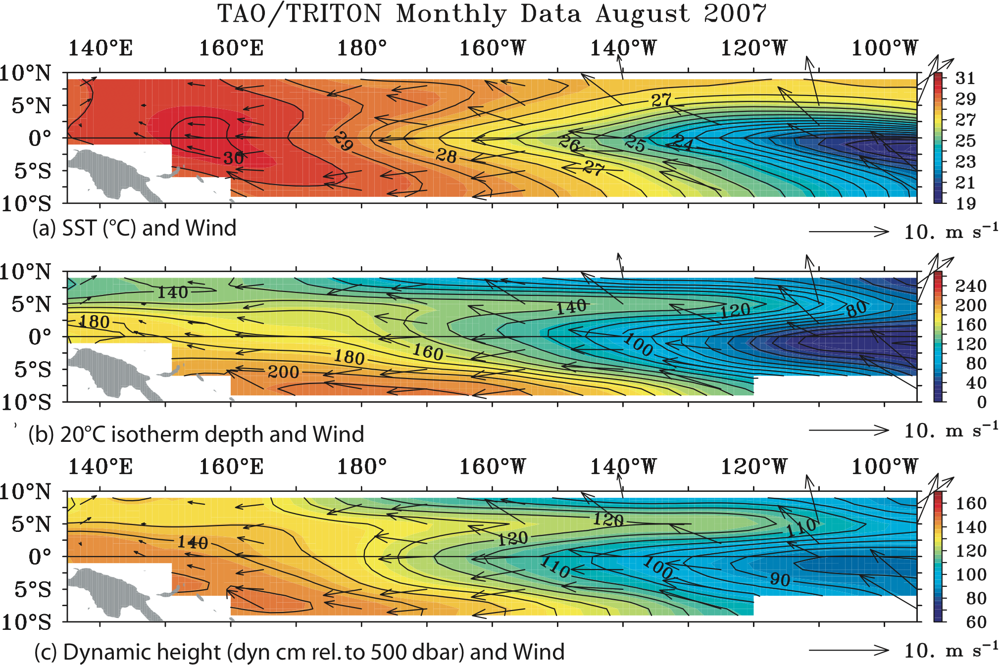 TAO/TRITON Monthly Data August 2007
140°E 160°E 180° 160°W 140°W 120°W 100°W
10°N
5°N
0°
5°S
10°S
27
29
28
26
25
24
27
30
31
29
27
25
23
21
19
(a) SST (°C) and Wind
10. m s⁻¹
10°N
5°N
0°
5°S
10°S
140
180
140
120
80
100
160
180
200
240
200
160
120
80
40
0
(b) 20°C isotherm depth and Wind
10. m s⁻¹
140°E 160°E 180° 160°W 140°W 120°W 100°W
10°N
5°N
0°
5°S
10°S
120
110
120
140
110
100
90
160
140
120
100
80
60
(c) Dynamic height (dyn cm rel. to 500 dbar) and Wind
10. m s⁻¹